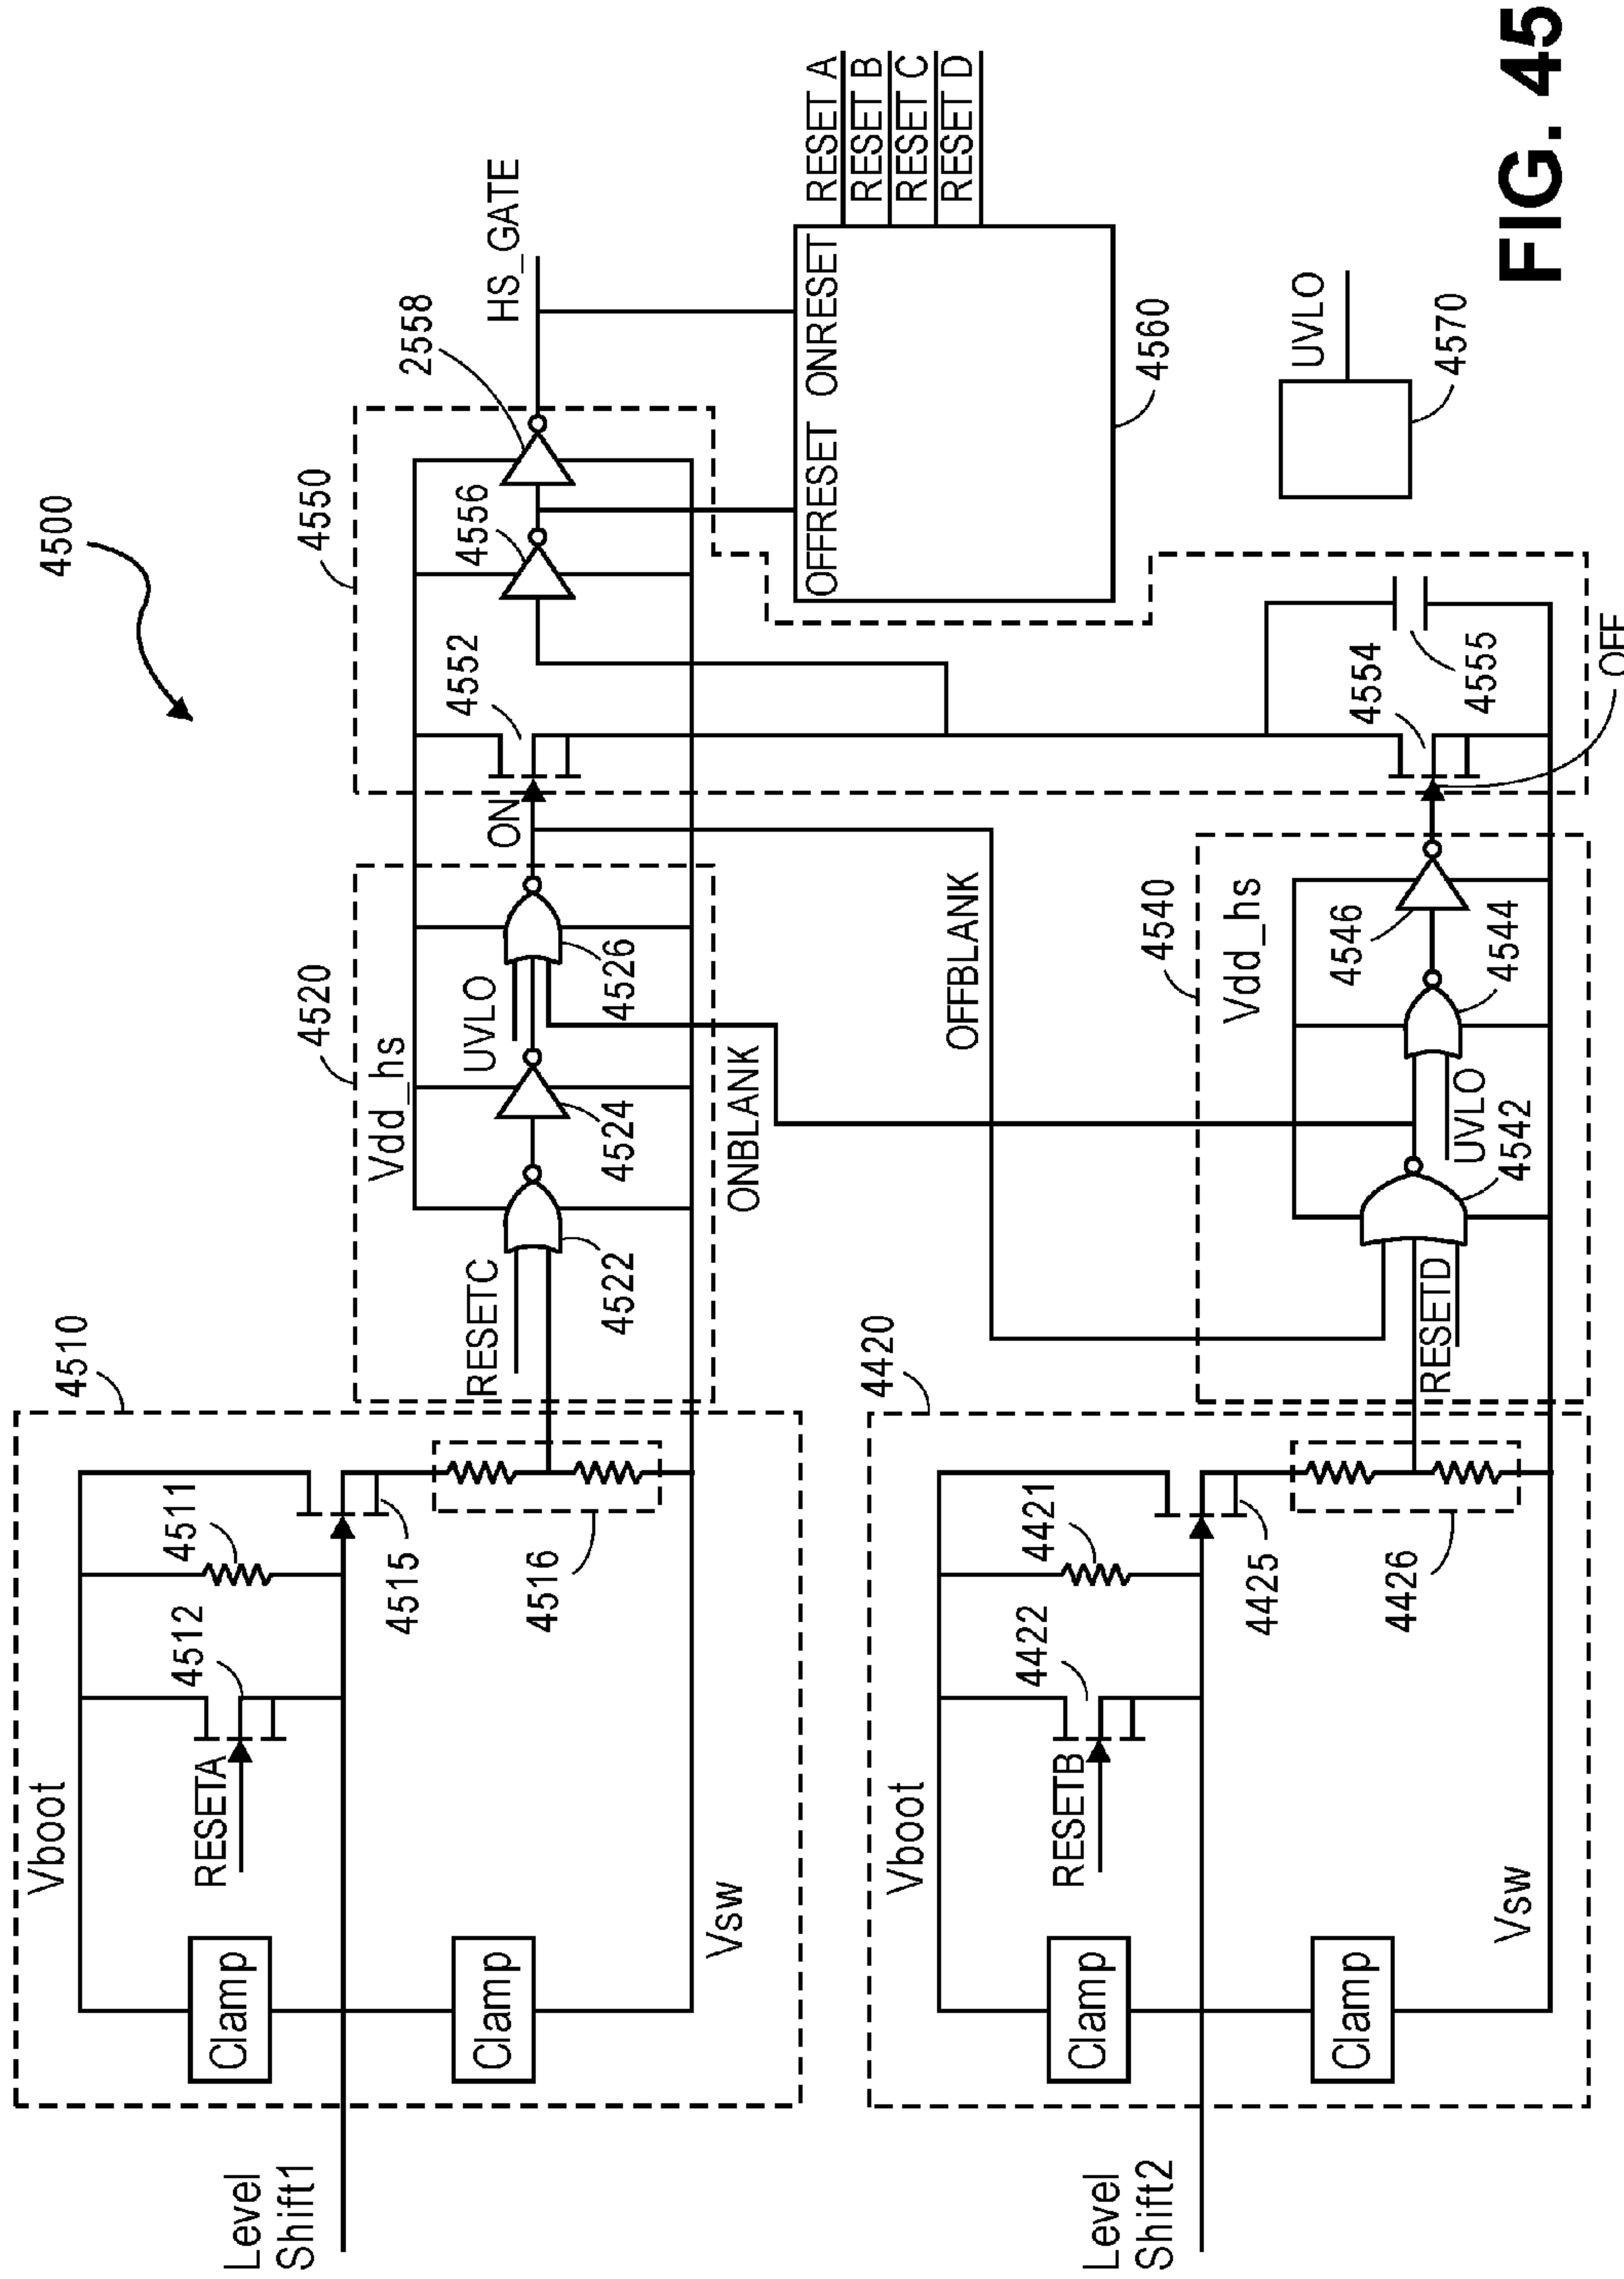 4500
Vboot
Clamp
Clamp
RESETA
4512
4511
4515
4516
4510
Level
Shift1
Vsw
4520
Vdd_hs
RESETC
4522
4524
UVLO
4526
ONBLANK
ON
4550
4552
4556
2558
HS_GATE
OFFBLANK
OFFRESET
ONRESET
RESET A
RESET B
RESET C
RESET D
4560
Vboot
Clamp
Clamp
RESETB
4422
4421
4425
4426
4420
Level
Shift2
Vsw
4540
Vdd_hs
RESETD
4542
UVLO
4544
4546
4554
4555
OFF
UVLO
4570
FIG. 45